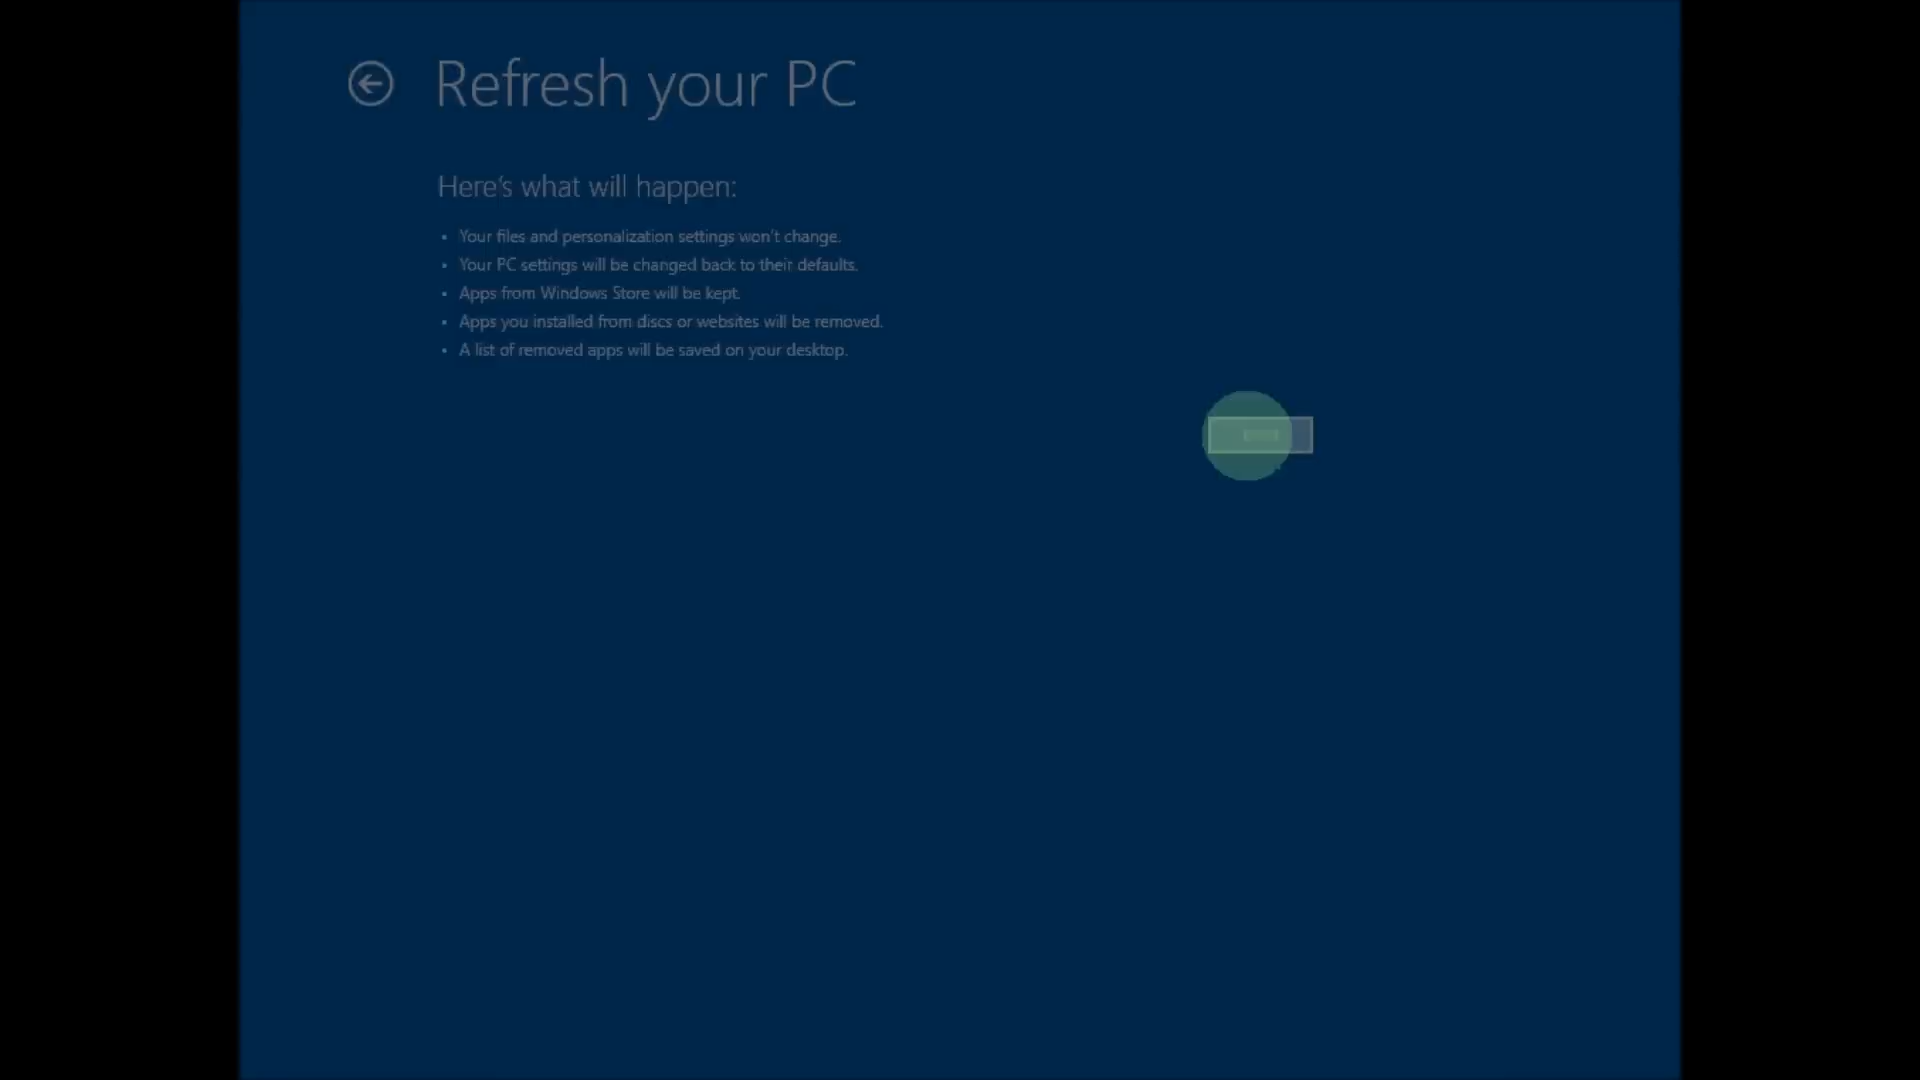 Refresh your PC
Here's what will happen:
• Your files and personalization settings won't change.
• Your PC settings will be changed back to their defaults.
• Apps from Windows Store will be kept.
• Apps you installed from discs or websites will be removed.
• A list of removed apps will be saved on your desktop.